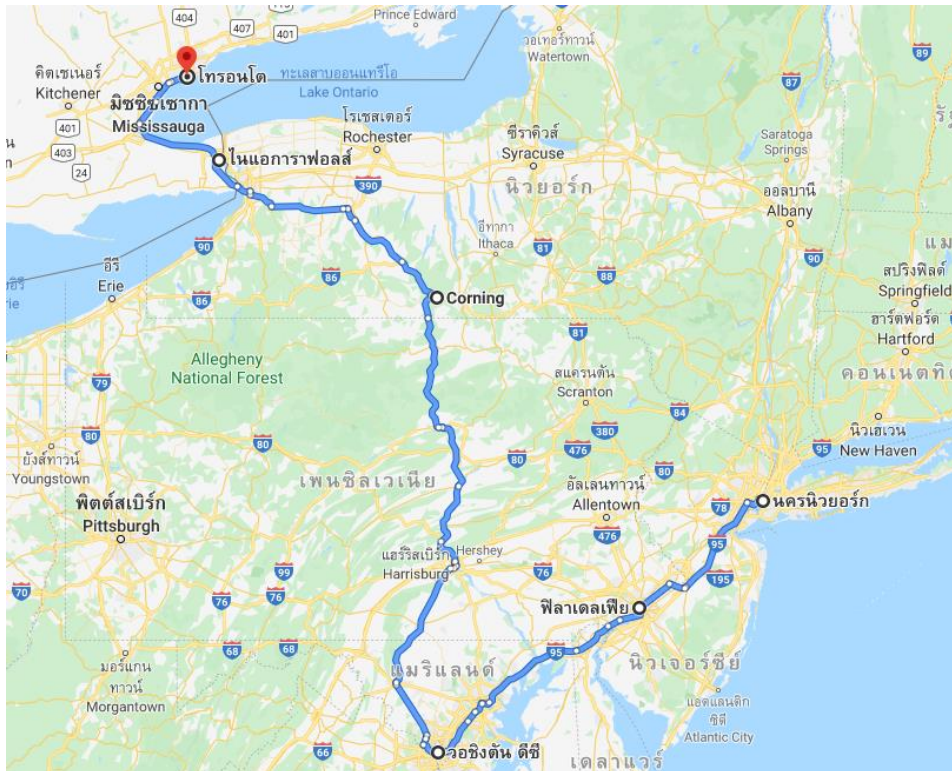 404
407
401
Prince Edward
วอเทอร์ทาวน์
Watertown
โทรอนโต
ทะเลสาบออนแทรีโอ
Lake Ontario
คิตเชเนอร์
Kitchener
401
403
24
มิซซิซเซากา
Mississauga
โรเชสเตอร์
Rochester
ซีราคิวส์
Syracuse
87
89
Saratoga
Springs
ไนแอการาฟอลส์
390
นิวยอร์ก
ออลบานี
Albany
90
อีรี
Erie
90
86
86
อีทากา
Ithaca
81
88
90
สปริงฟิลด์
Springfield
ฮาร์ตฟอร์ด
Hartford
Corning
81
Allegheny
National Forest
79
80
80
ยังส์ทาวน์
Youngstown
สแครนตัน
Scranton
84
380
476
80
80
95
นิวเฮเวน
New Haven
เพนซิลเวเนีย
พิตต์สเบิร์ก
Pittsburgh
อัลเลนทาวน์
Allentown
78
นครนิวยอร์ก
476
95
195
แฮร์ริสเบิร์ก
Harrisburg
Hershey
99
76
76
76
70
68
68
ฟิลาเดลเฟีย
95
นิวเจอร์ซีย์
แมริแลนด์
มอร์แกน
ทาวน์
Morgantown
แอตแลนติก
ซิตี
Atlantic City
66
วอชิงตัน ดีซี
เดลาแวร์